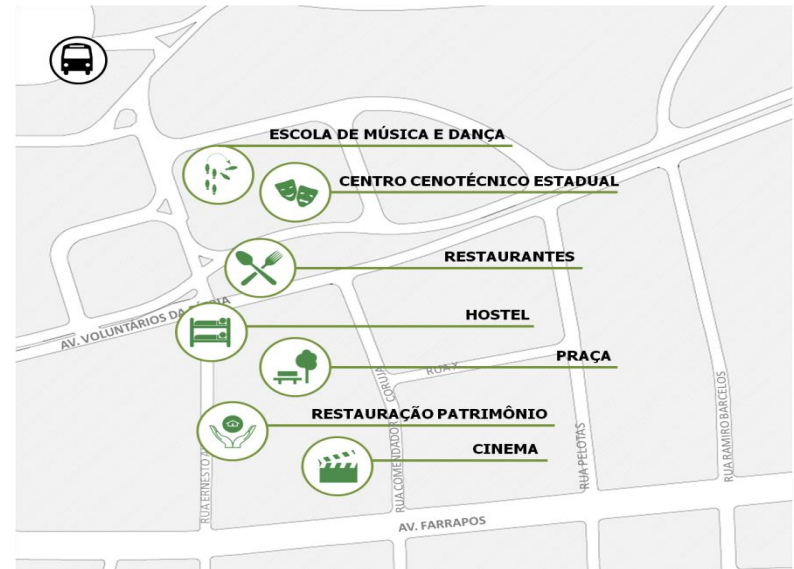 ESCOLA DE MÚSICA E DANÇA
CENTRO CENOTÉCNICO ESTADUAL
RESTAURANTES
AV. VOLUNTÁRIOS DA
HOSTEL
PRAÇA
RUA Y
RESTAURAÇÃO PATRIMÔNIO
CINEMA
RUA ERNESTO
RUA COMENDADOR
CORUJA
RUA PELOTAS
RUA RAMIRO BARCELOS
AV. FARRAPOS